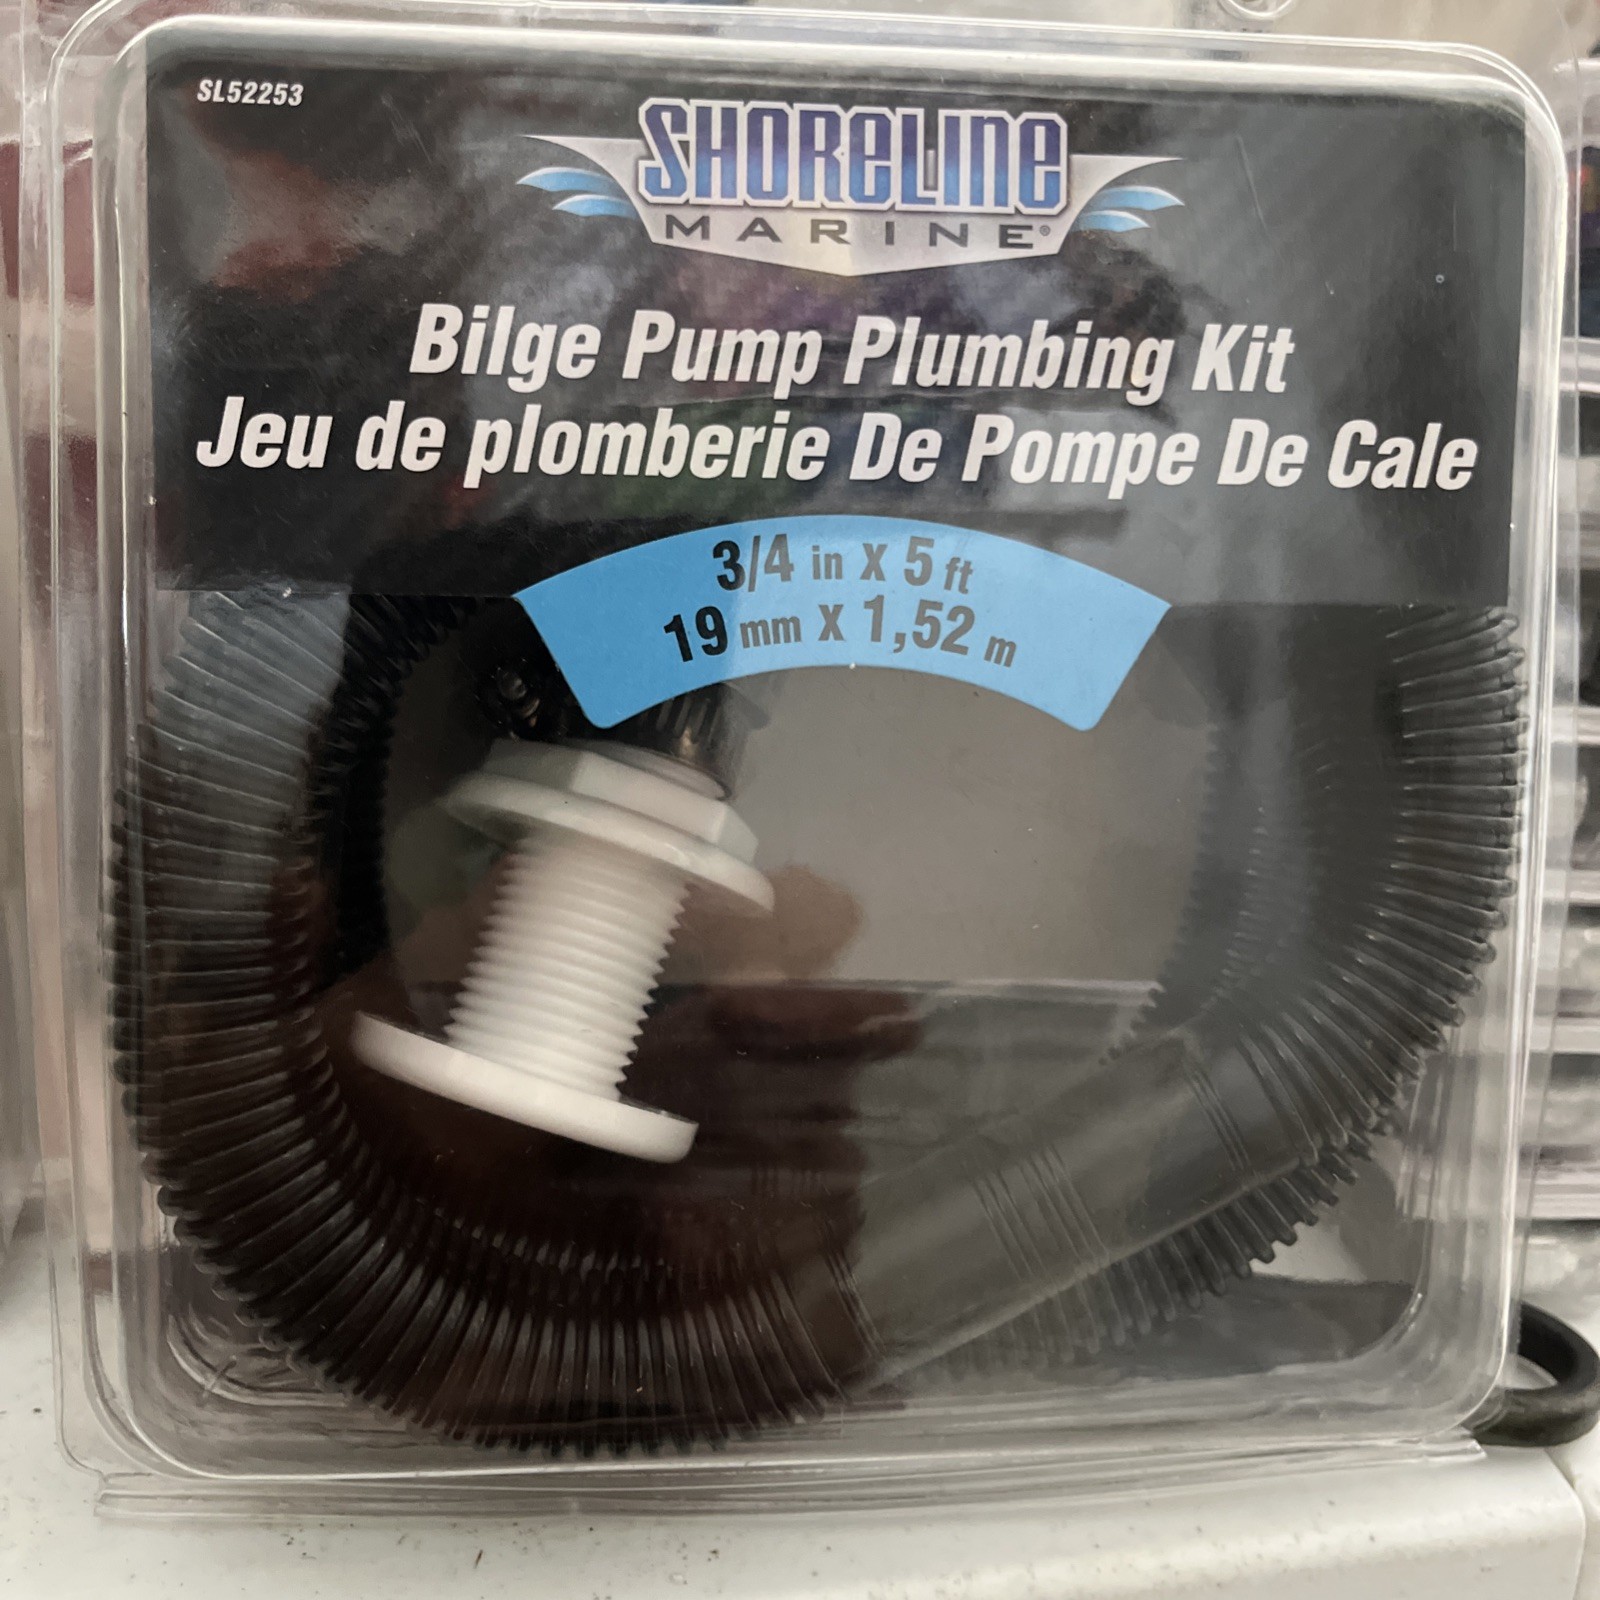 SL52253
SHORELINE
MARINE®
Bilge Pump Plumbing Kit
Jeu de plomberie De Pompe De Cale
3/4 in X 5 ft
19 mm X 1,52 m